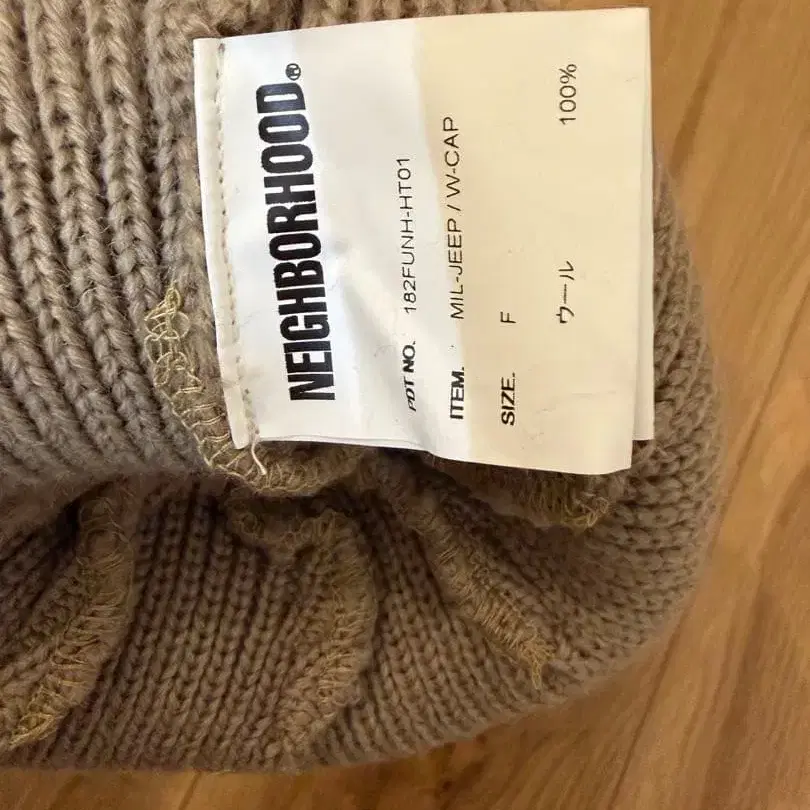 NEIGHBORHOOD®
PDT NO. 182FUNH-HT01
ITEM. MIL-JEEP / W-CAP
SIZE. F
ウール 100%